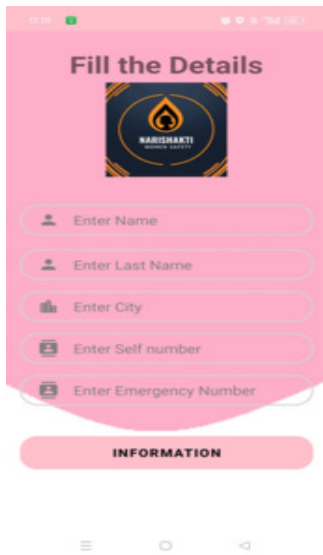 Fill the Details
NARISHAKTI
WOMEN SAFETY
Enter Name
Enter Last Name
Enter City
Enter Self number
Enter Emergency Number
INFORMATION